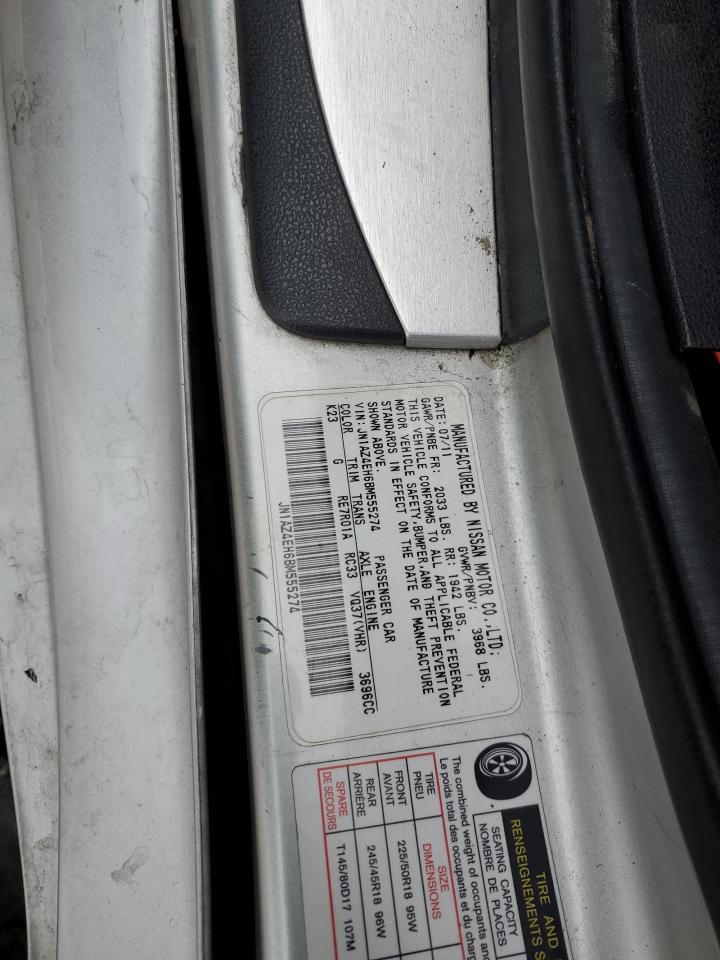 MANUFACTURED BY NISSAN MOTOR CO.,LTD.
DATE: 07/11 GVWR/PNBV: 3968 LBS.
GAWR/PNBE FR: 2033 LBS. RR: 1942 LBS.
THIS VEHICLE CONFORMS TO ALL APPLICABLE FEDERAL
MOTOR VEHICLE SAFETY,BUMPER,AND THEFT PREVENTION
STANDARDS IN EFFECT ON THE DATE OF MANUFACTURE
SHOWN ABOVE.
VIN:JN1AZ4EH6BM555274 PASSENGER CAR
COLOR TRIM TRANS AXLE ENGINE
K23 G RE7R01A RC33 VQ37(VHR) 3696CC
JN1AZ4EH6BM555274
TIRE AND
RENSEIGNEMENTS S
SEATING CAPACITY
NOMBRE DE PLACES
The combined weight of occupants and
Le poids total des occupants et du char
TIRE SIZE
PNEU DIMENSIONS
FRONT 225/50R18 95W
AVANT
REAR 245/45R18 96W
ARRIÈRE
SPARE T145/80D17 107M
DE SECOURS